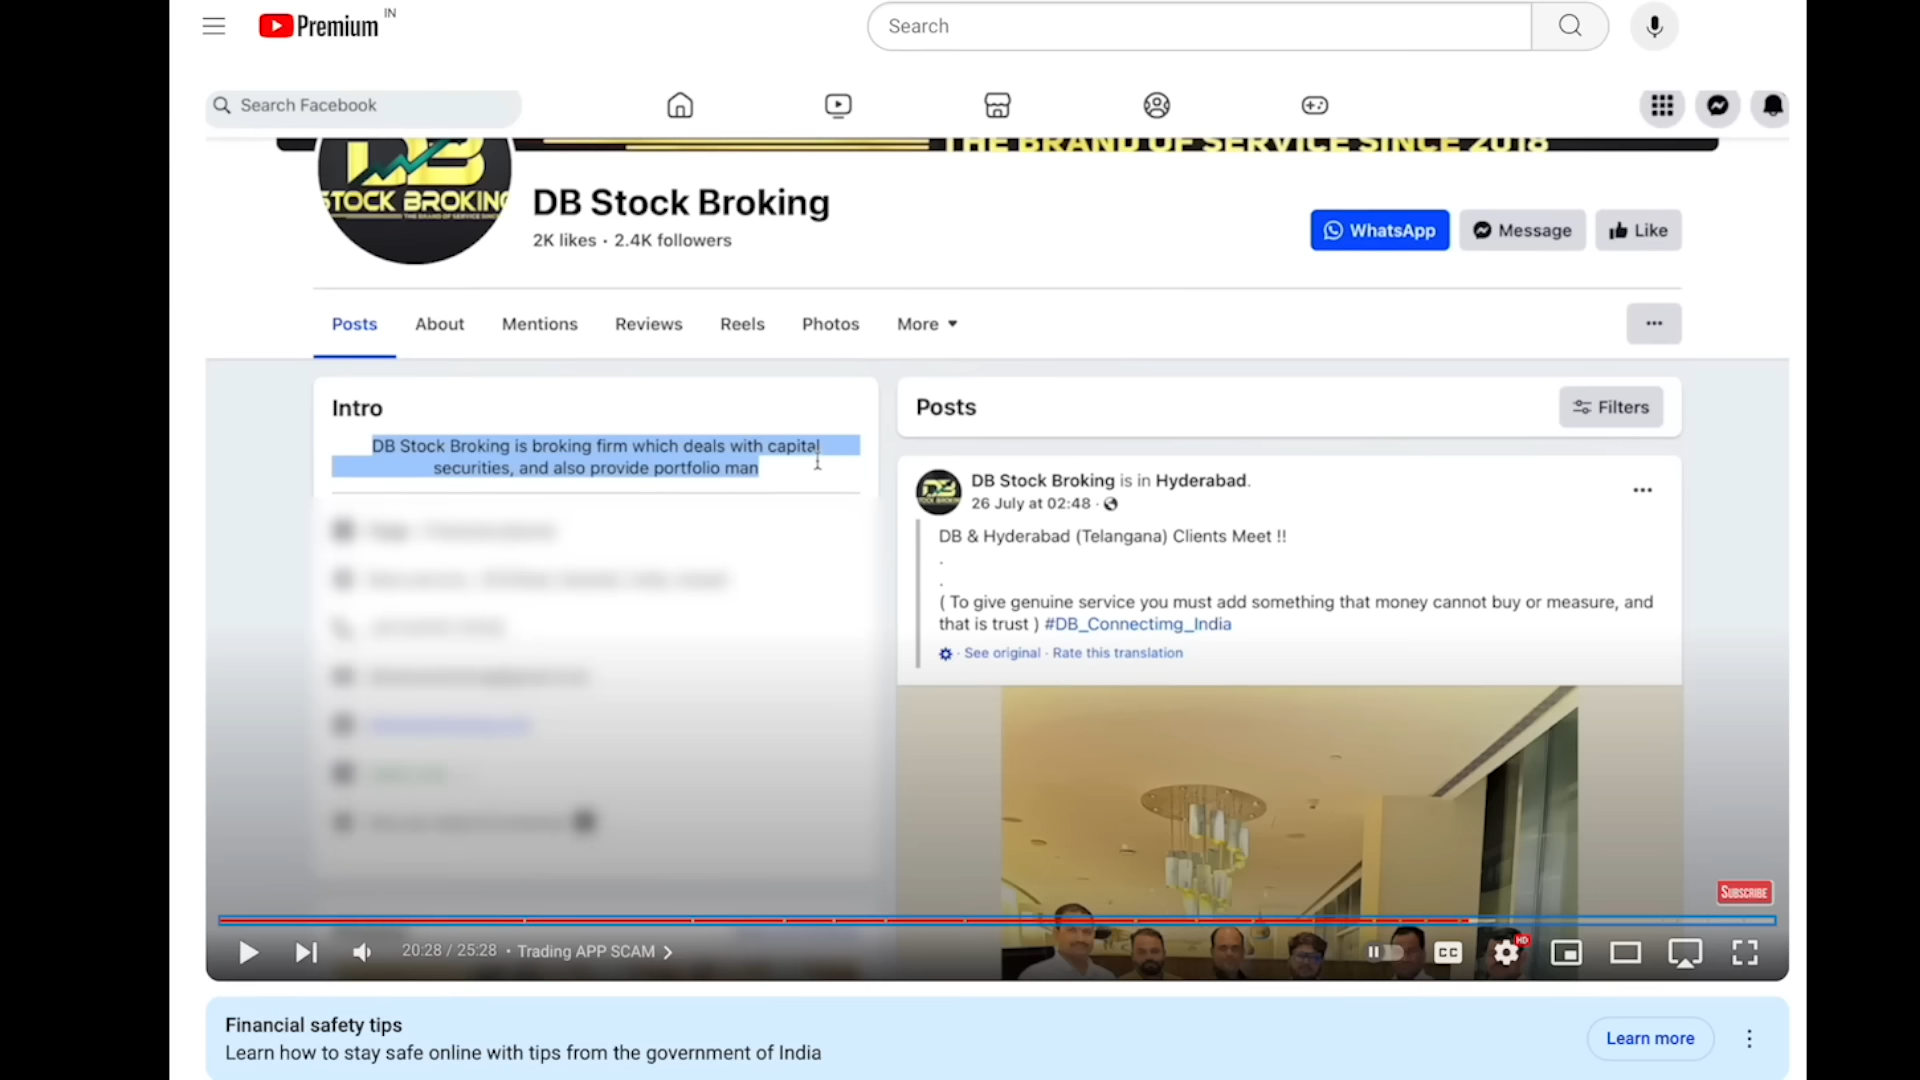 Premium IN
Search
Search Facebook
THE BRAND OF SERVICE SINCE 2018
DB
STOCK BROKING
DB Stock Broking
2K likes • 2.4K followers
WhatsApp
Message
Like
Posts
About
Mentions
Reviews
Reels
Photos
More
Intro
DB Stock Broking is broking firm which deals with capital
securities, and also provide portfolio man
Posts
Filters
DB Stock Broking is in Hyderabad.
26 July at 02:48 ·
DB & Hyderabad (Telangana) Clients Meet !!
.
.
( To give genuine service you must add something that money cannot buy or measure, and
that is trust ) #DB_Connectimg_India
· See original · Rate this translation
SUBSCRIBE
20:28 / 25:28 • Trading APP SCAM
CC
HD
Financial safety tips
Learn how to stay safe online with tips from the government of India
Learn more